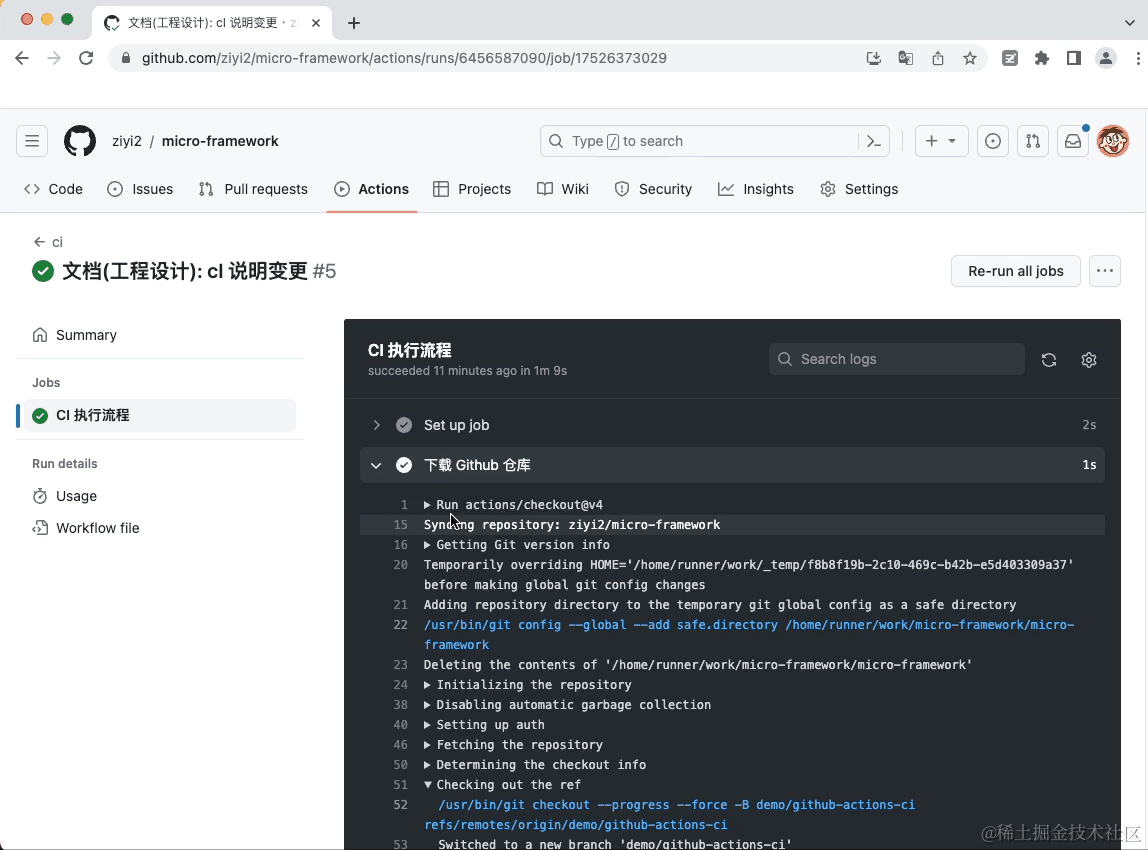 文档(工程设计): cI 说明变更 · zi
github.com/ziyi2/micro-framework/actions/runs/6456587090/job/17526373029
ziyi2 / micro-framework
Type / to search
Code Issues Pull requests Actions Projects Wiki Security Insights Settings
ci
文档(工程设计): cI 说明变更 #5
Re-run all jobs
Summary
Jobs
CI 执行流程
Run details
Usage
Workflow file
CI 执行流程
succeeded 11 minutes ago in 1m 9s
Search logs
Set up job 2s
下载 Github 仓库 1s
1 Run actions/checkout@v4
15 Syncing repository: ziyi2/micro-framework
16 Getting Git version info
20 Temporarily overriding HOME='/home/runner/work/_temp/f8b8f19b-2c10-469c-b42b-e5d403309a37'
before making global git config changes
21 Adding repository directory to the temporary git global config as a safe directory
22 /usr/bin/git config --global --add safe.directory /home/runner/work/micro-framework/micro-
framework
23 Deleting the contents of '/home/runner/work/micro-framework/micro-framework'
24 Initializing the repository
38 Disabling automatic garbage collection
40 Setting up auth
46 Fetching the repository
50 Determining the checkout info
51 Checking out the ref
52 /usr/bin/git checkout --progress --force -B demo/github-actions-ci
refs/remotes/origin/demo/github-actions-ci
53 Switched to a new branch 'demo/github-actions-ci'
@稀土掘金技术社区